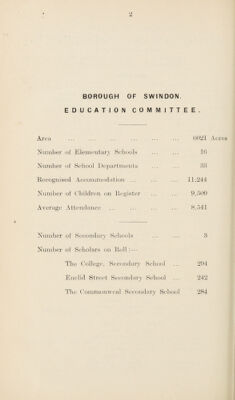 2
BOROUGH OF SWINDON.
EDUCATION COMMITTEE.
Area ... ... ... ... ... ... 6021 Acres
Number of Elementary Schools ... ... 16
Number of School Departments ... ... 33
Recognised Accommodation ... ... ... 11,244
Number of Children on Register ... ... 9,509
Average Attendance ... ... ... ... 8,541
Number of Secondary Schools ... ... 3
Number of Scholars on Roll:—
The College, Secondary School ... 294
Euclid Street Secondary School ... 242
The Commonweal Secondary School 284